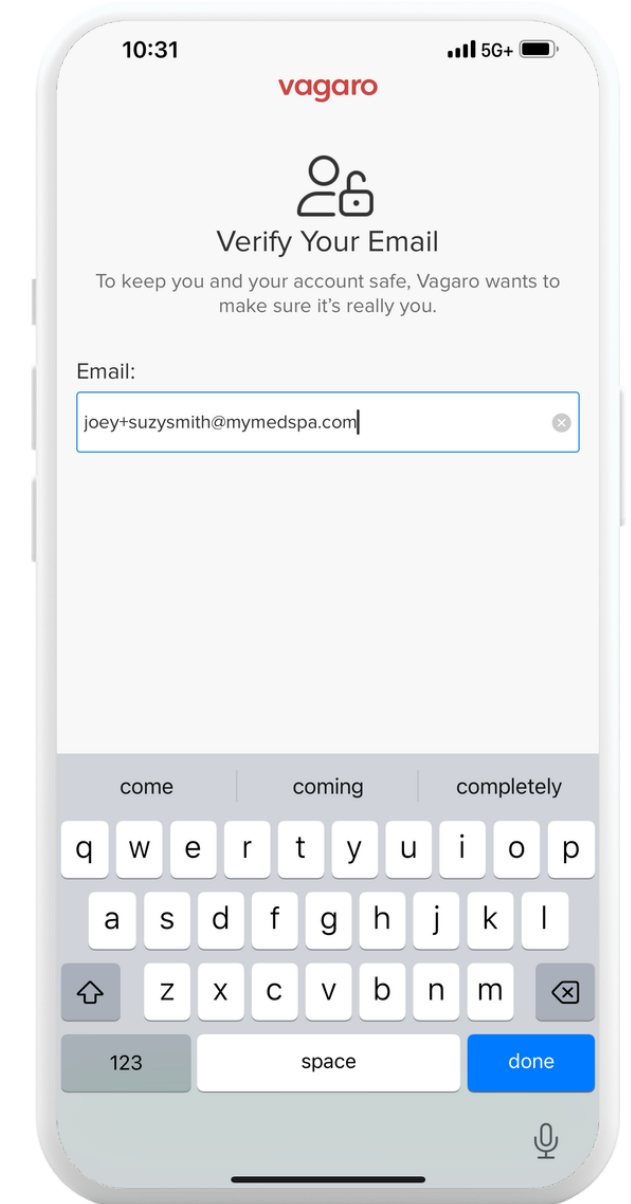 10:31 5G+
vagaro
Verify Your Email
To keep you and your account safe, Vagaro wants to
make sure it's really you.
Email:
joey+suzysmith@mymedspa.com
come coming completely
q w e r t y u i o p
a s d f g h j k l
z x c v b n m
123 space done